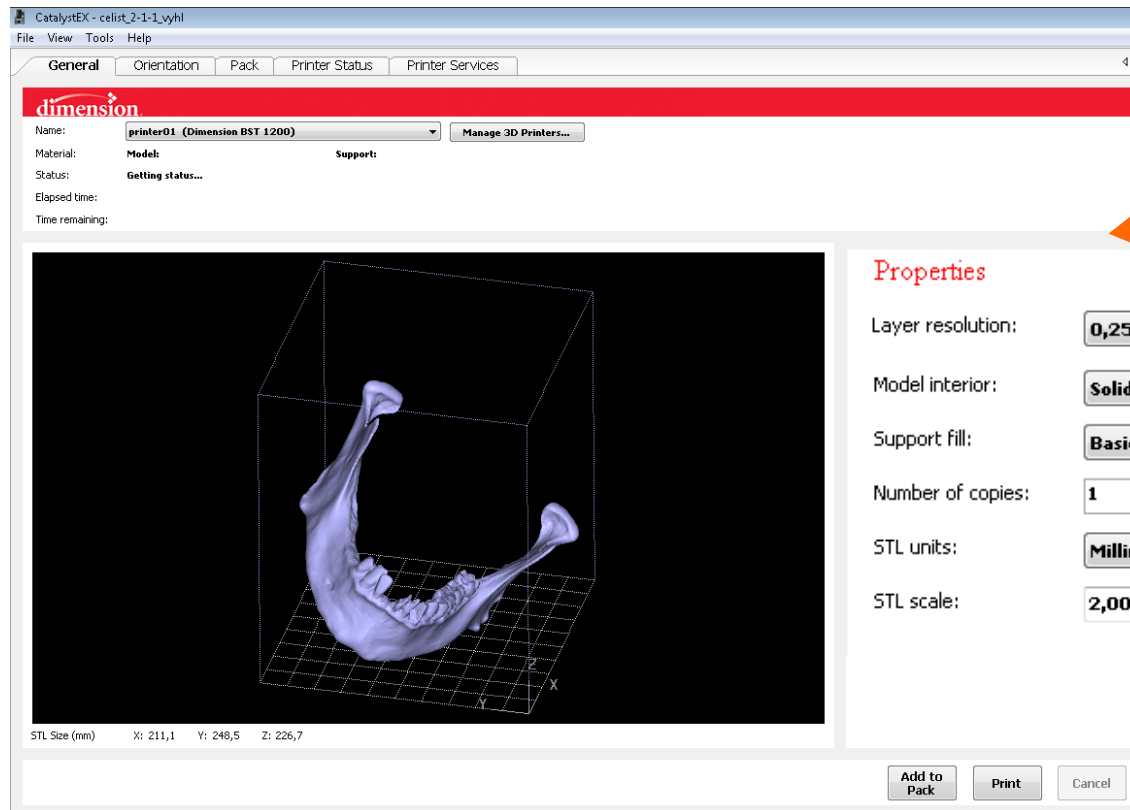 CatalystEX - celist_2-1-1_vyhl
File View Tools Help
General Orientation Pack Printer Status Printer Services
dimension
Name: printer01 (Dimension BST 1200) Manage 3D Printers...
Material: Model: Support:
Status: Getting status...
Elapsed time:
Time remaining:
Properties
Layer resolution: 0,25
Model interior: Solid
Support fill: Basi
Number of copies: 1
STL units: Milli
STL scale: 2,00
Z
X
Y
STL Size (mm) X: 211,1 Y: 248,5 Z: 226,7
Add to
Pack
Print Cancel